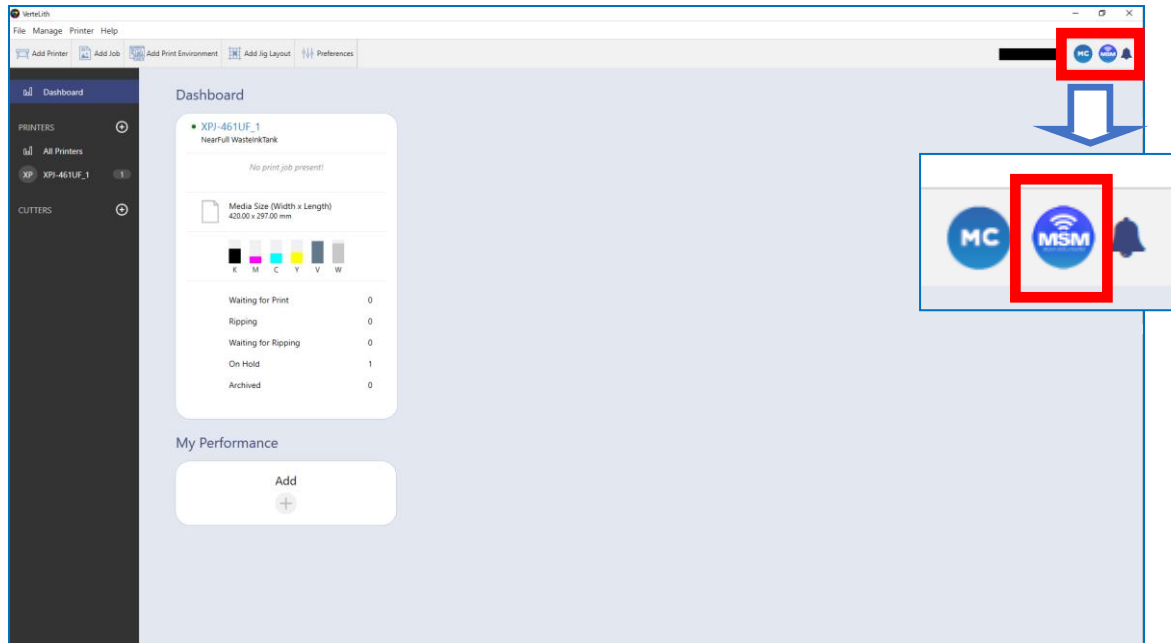 VerteLith
File Manage Printer Help
Add Printer Add Job Add Print Environment Add Jig Layout Preferences
MC MSM
Dashboard
PRINTERS
All Printers
XP XPJ-461UF_1 1
CUTTERS
Dashboard
XPJ-461UF_1
NearFull WasteInkTank
No print job present!
Media Size (Width x Length)
420.00 x 297.00 mm
K M C Y V W
Waiting for Print 0
Ripping 0
Waiting for Ripping 0
On Hold 1
Archived 0
My Performance
Add
MC MSM